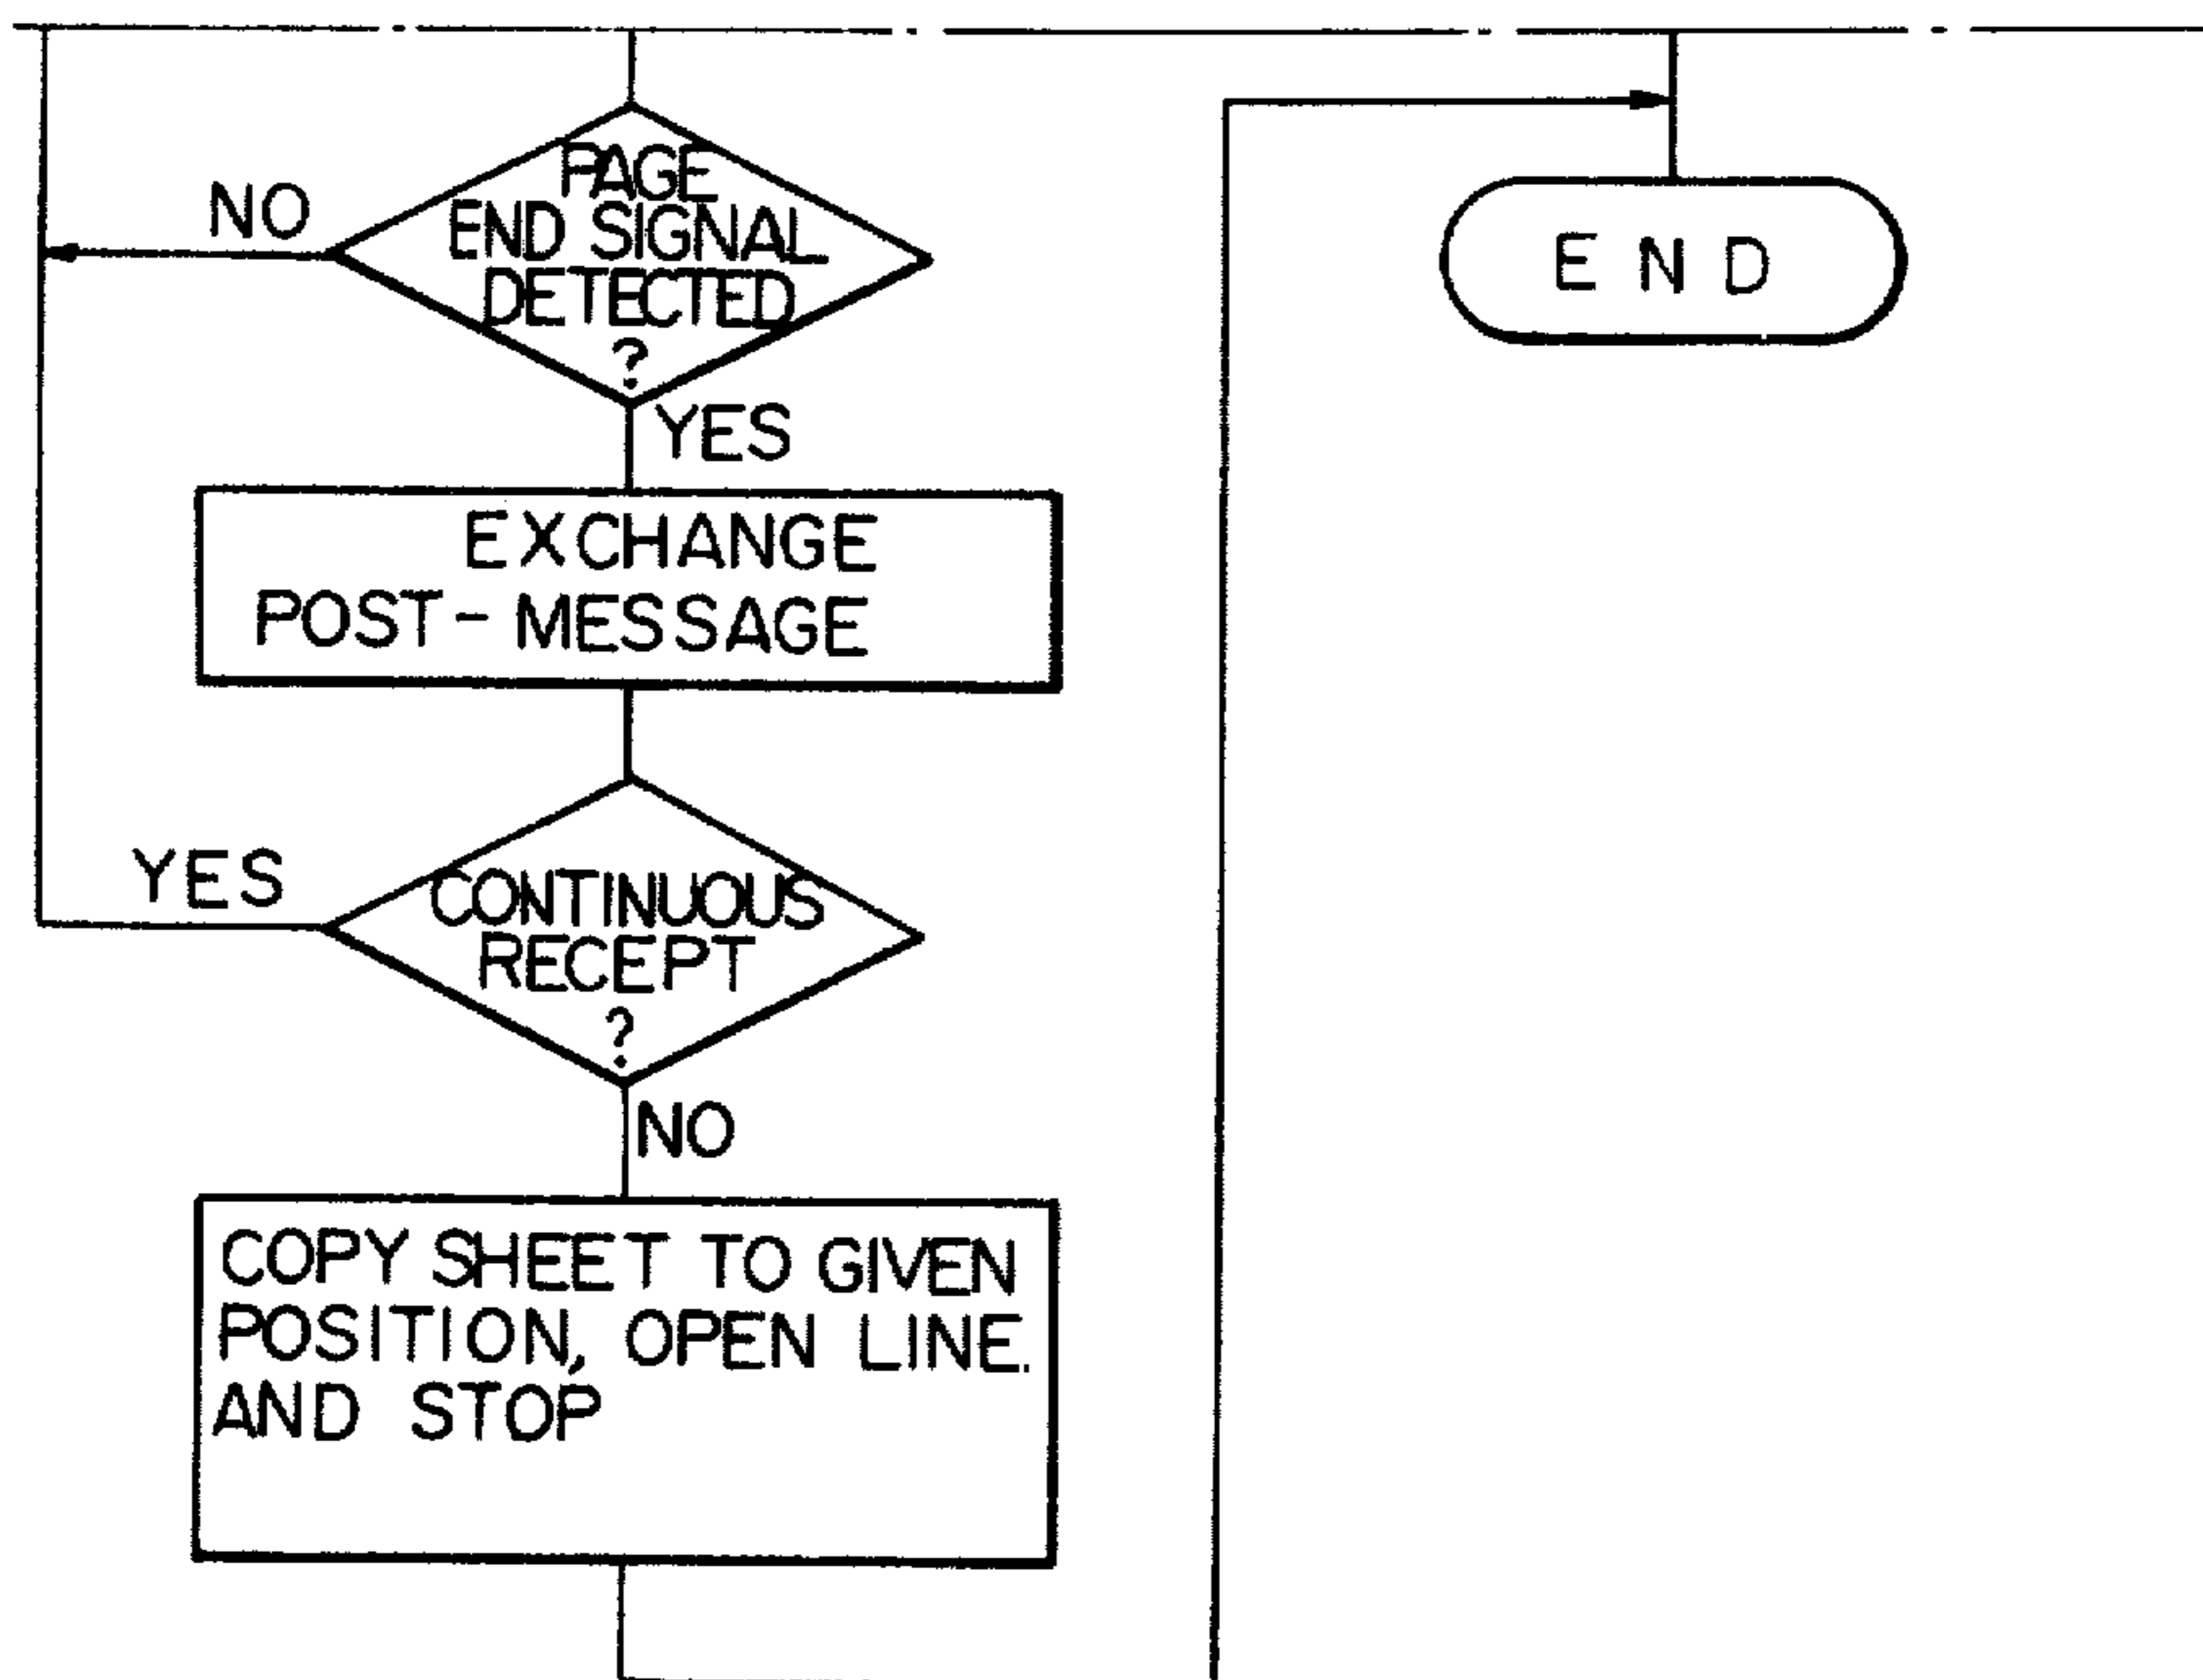 PAGE
END SIGNAL
DETECTED
?
NO
YES
EXCHANGE
POST- MESSAGE
CONTINUOUS
RECEPT
?
YES
NO
COPY SHEET TO GIVEN
POSITION, OPEN LINE.
AND STOP
END